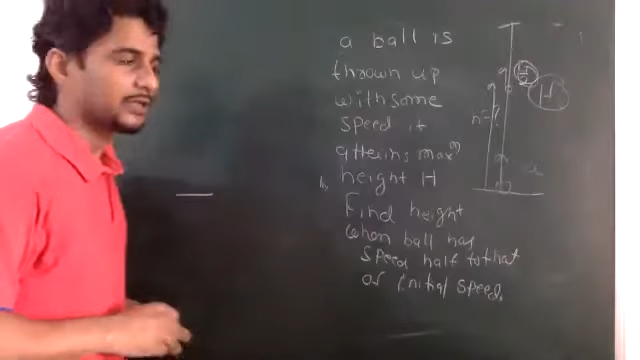 a ball is
thrown up
with some
speed it
attains max^m
height H
Find height
when ball has
speed half to that
of initial speed.
H/2
H
h=?